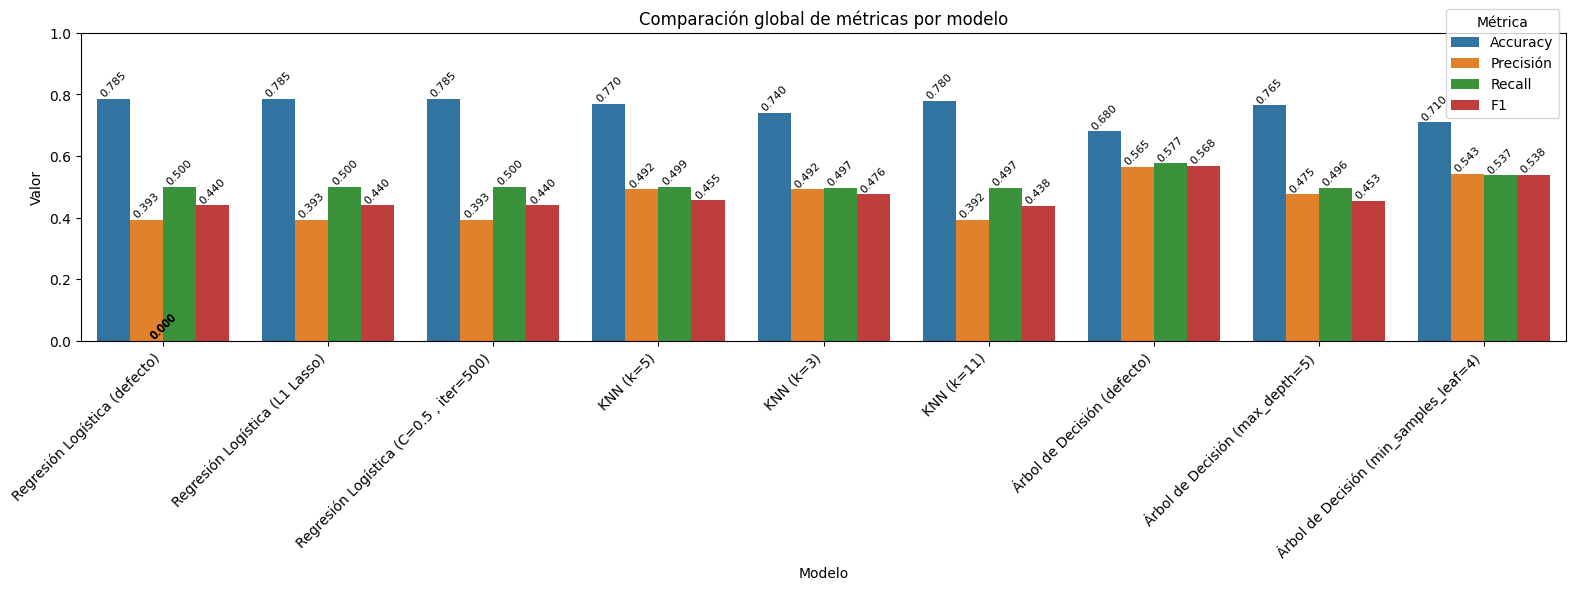 Comparación global de métricas por modelo
Métrica
Accuracy
Precisión
Recall
F1
Valor
1.0
0.8
0.6
0.4
0.2
0.0
0.785
0.393
0.500
0.440
0.000
0.785
0.393
0.500
0.440
0.785
0.393
0.500
0.440
0.770
0.492
0.499
0.455
0.740
0.492
0.497
0.476
0.780
0.392
0.497
0.438
0.680
0.565
0.577
0.568
0.765
0.475
0.496
0.453
0.710
0.543
0.537
0.538
Regresión Logística (defecto)
Regresión Logística (L1 Lasso)
Regresión Logística (C=0.5 , iter=500)
KNN (k=5)
KNN (k=3)
KNN (k=11)
Árbol de Decisión (defecto)
Árbol de Decisión (max_depth=5)
Árbol de Decisión (min_samples_leaf=4)
Modelo